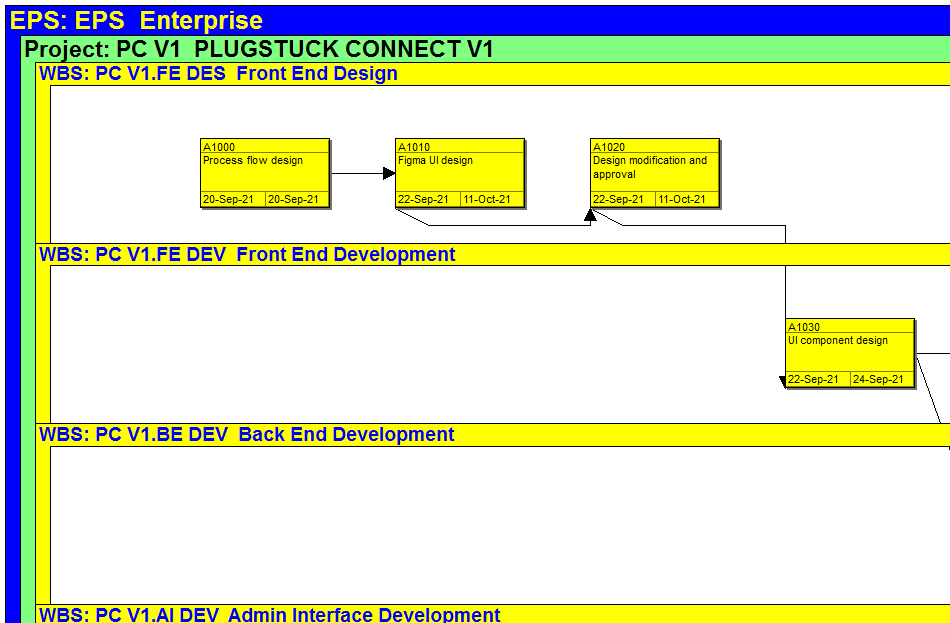 EPS: EPS  Enterprise
Project: PC V1  PLUGSTUCK CONNECT V1
WBS: PC V1.FE DES  Front End Design
A1000
Process flow design
20-Sep-21 20-Sep-21
A1010
Figma UI design
22-Sep-21 11-Oct-21
A1020
Design modification and
approval
22-Sep-21 11-Oct-21
WBS: PC V1.FE DEV  Front End Development
A1030
UI component design
22-Sep-21 24-Sep-21
WBS: PC V1.BE DEV  Back End Development
WBS: PC V1.AI DEV  Admin Interface Development